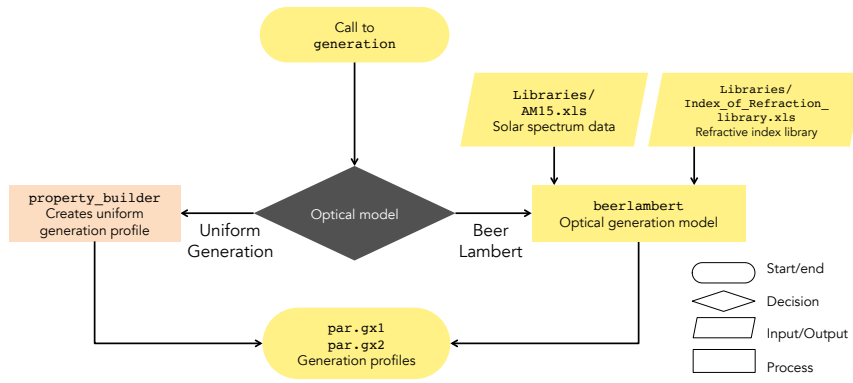 Call to
generation
Libraries/
AM15.xls
Solar spectrum data
Libraries/
Index_of_Refraction_
library.xls
Refractive index library
property_builder
Creates uniform
generation profile
Uniform
Generation
Optical model
Beer
Lambert
beerlambert
Optical generation model
par.gx1
par.gx2
Generation profiles
Start/end
Decision
Input/Output
Process